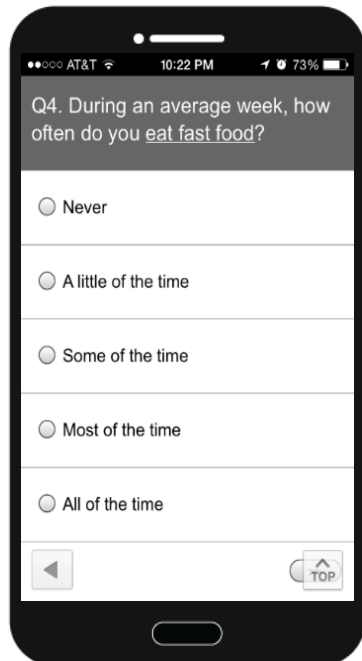 ●●○○○ AT&T 10:22 PM 73%
Q4. During an average week, how
often do you eat fast food?
Never
A little of the time
Some of the time
Most of the time
All of the time
TOP